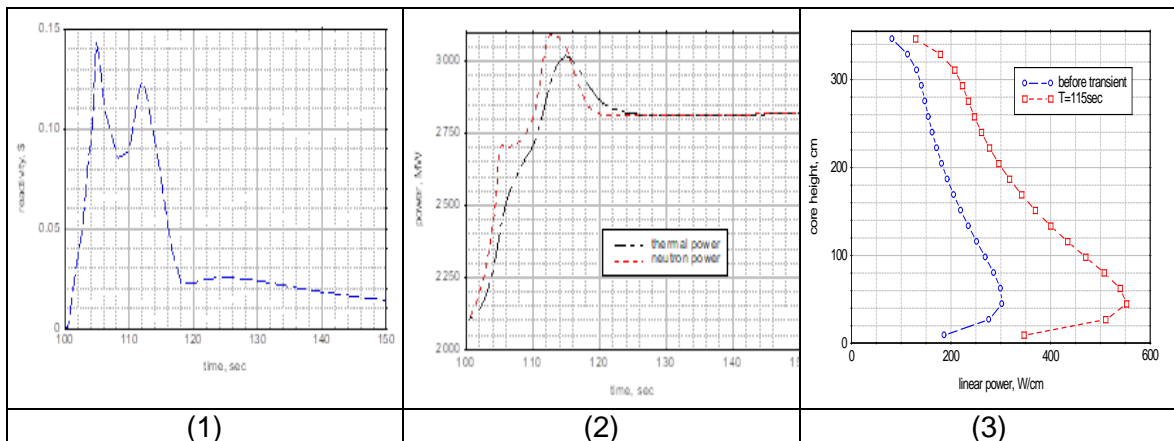 0.15
0.10
0.05
0
reactivity, $
100 110 120 130 140 150
time, sec
(1)
3000
2750
2500
2250
2000
power, MW
thermal power
neutron power
100 110 120 130 140 150
time, sec
(2)
300
200
100
0
core height, cm
before transient
T=115sec
0 200 400 600
linear power, W/cm
(3)